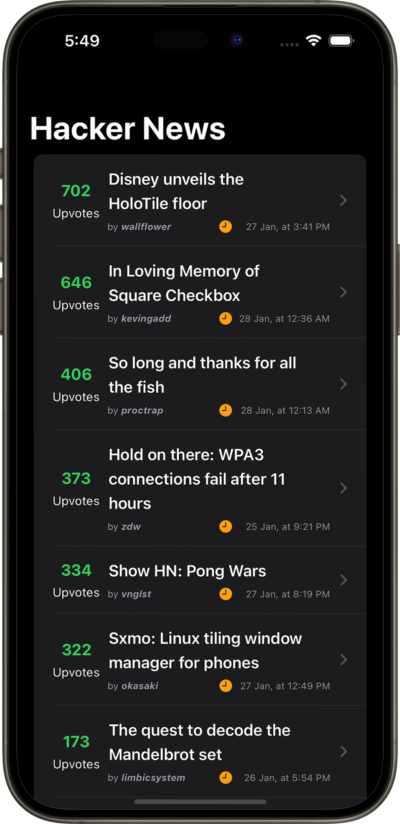 5:49
Hacker News
702
Upvotes
Disney unveils the
HoloTile floor
by wallflower
27 Jan, at 3:41 PM
646
Upvotes
In Loving Memory of
Square Checkbox
by kevingadd
28 Jan, at 12:36 AM
406
Upvotes
So long and thanks for all
the fish
by proctrap
28 Jan, at 12:13 AM
373
Upvotes
Hold on there: WPA3
connections fail after 11
hours
by zdw
25 Jan, at 9:21 PM
334
Upvotes
Show HN: Pong Wars
by vnglst
27 Jan, at 8:19 PM
322
Upvotes
Sxmo: Linux tiling window
manager for phones
by okasaki
27 Jan, at 12:49 PM
173
Upvotes
The quest to decode the
Mandelbrot set
by limbicsystem
26 Jan, at 5:54 PM